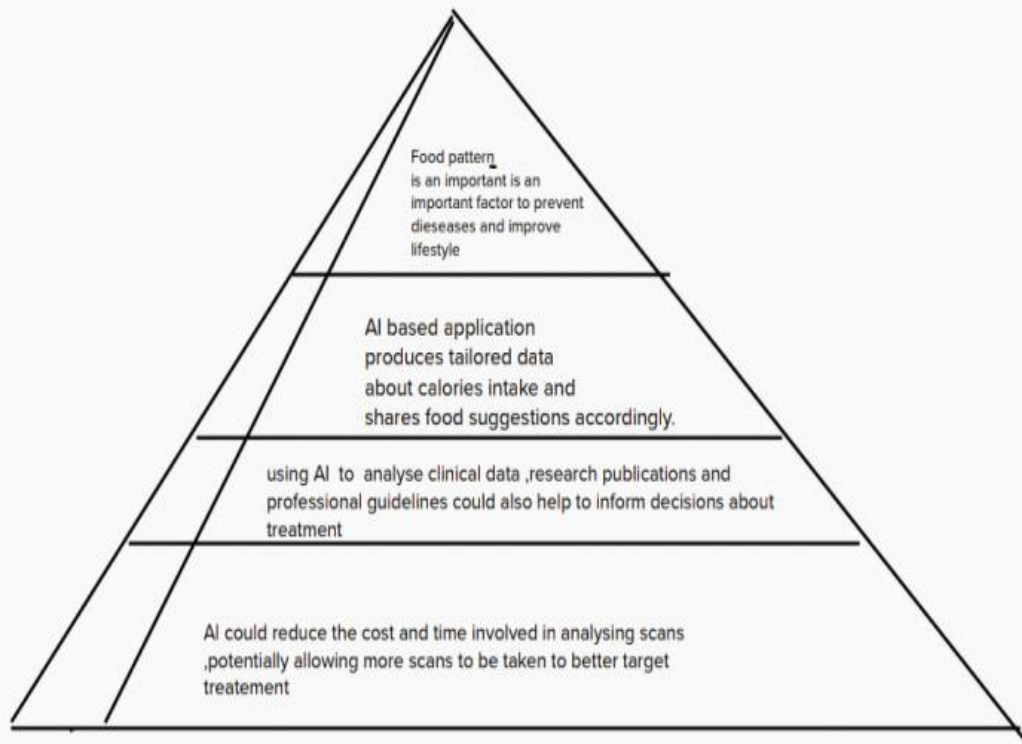 Food pattern
is an important is an
important factor to prevent
dieseases and improve
lifestyle
AI based application
produces tailored data
about calories intake and
shares food suggestions accordingly.
using AI to analyse clinical data ,research publications and
professional guidelines could also help to inform decisions about
treatment
AI could reduce the cost and time involved in analysing scans
,potentially allowing more scans to be taken to better target
treatement